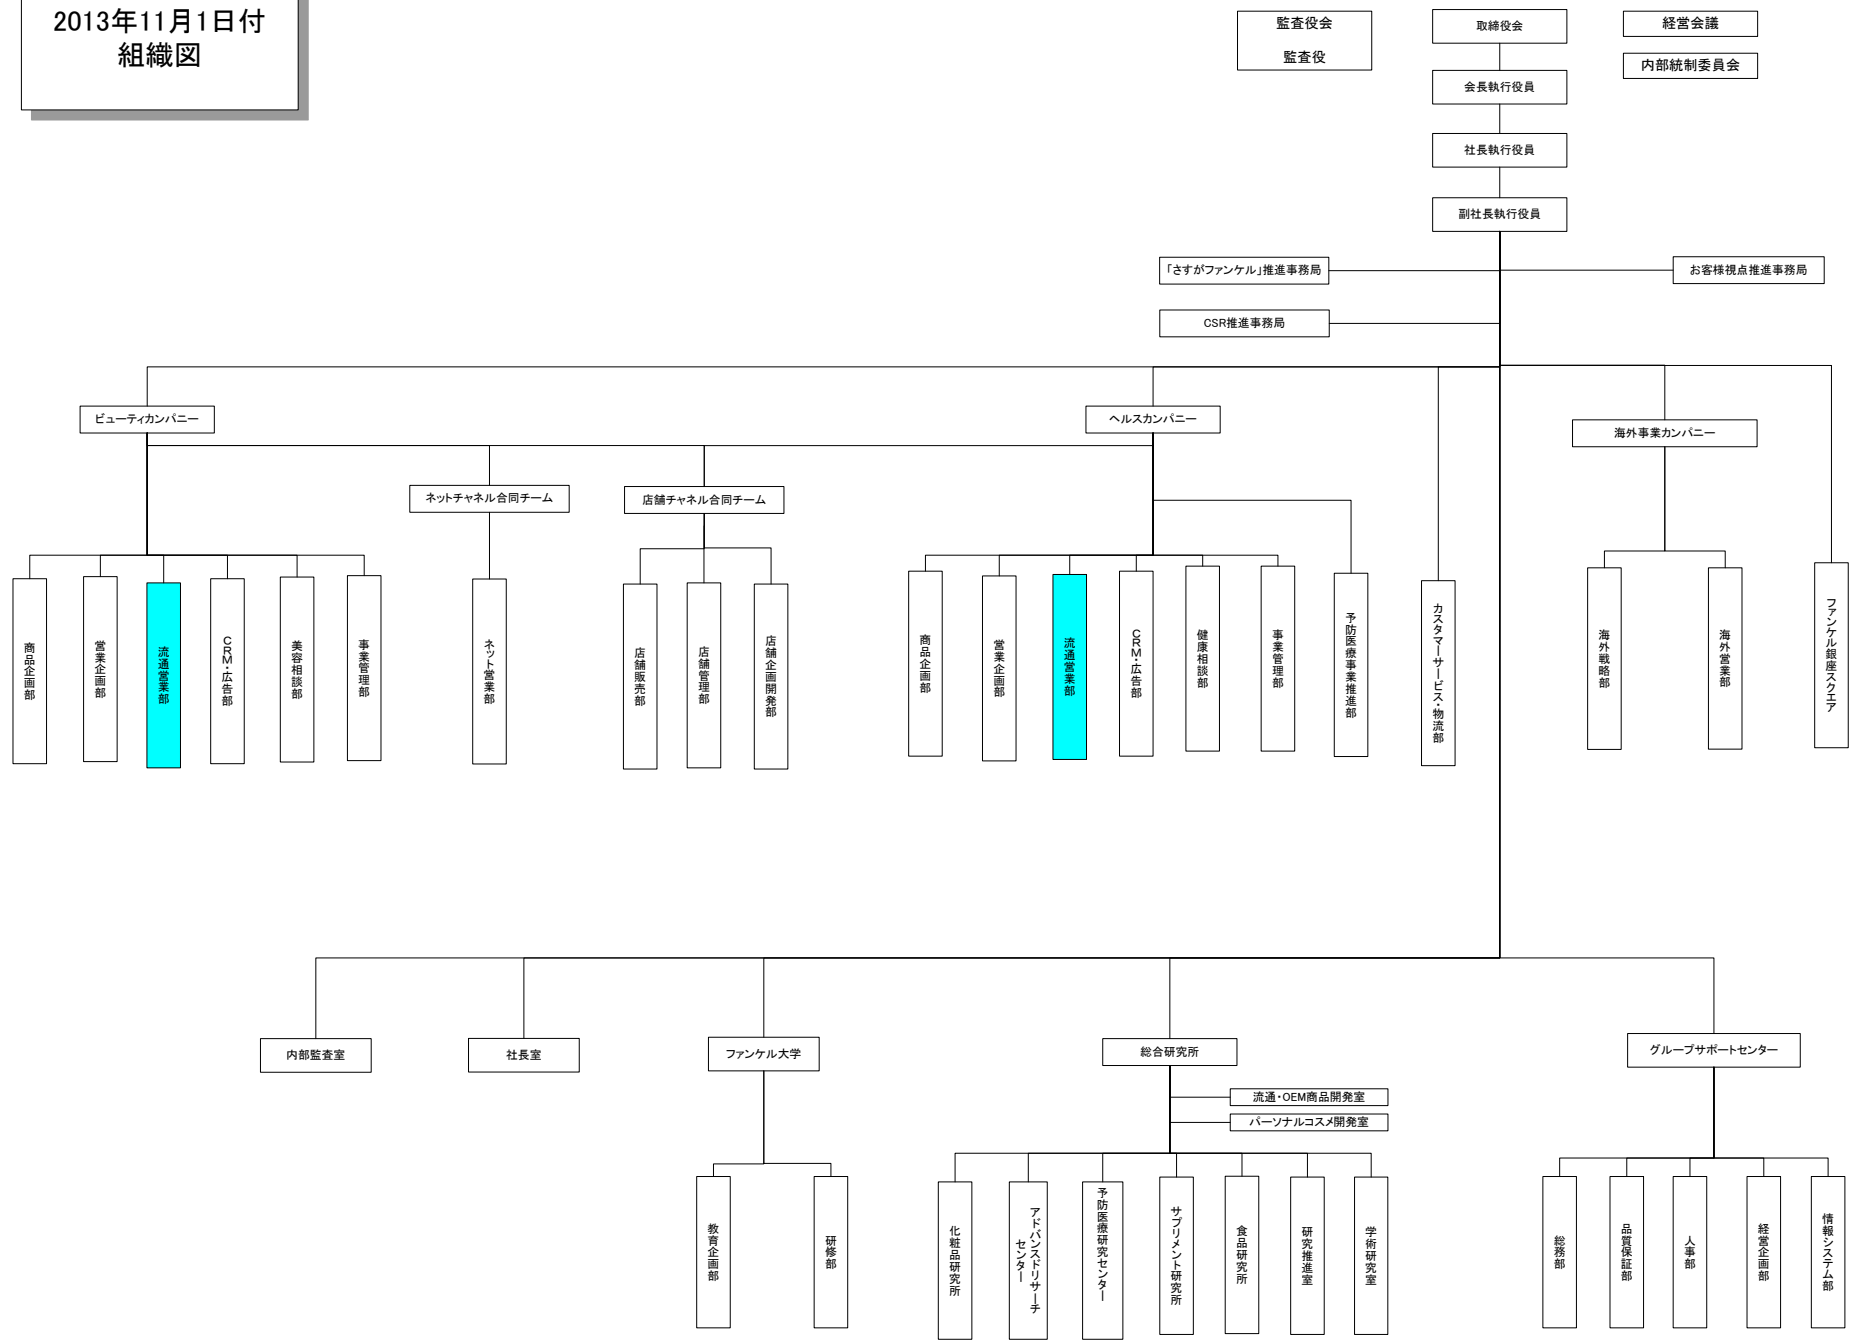 2013年11月1日付
組織図
監査役会
監査役
取締役会
経営会議
内部統制委員会
会長執行役員
社長執行役員
副社長執行役員
「さすがファンケル」推進事務局
お客様視点推進事務局
CSR推進事務局
ビューティカンパニー
ヘルスカンパニー
海外事業カンパニー
ネットチャネル合同チーム
店舗チャネル合同チーム
商品企画部
営業企画部
流通営業部
CRM・広告部
美容相談部
事業管理部
ネット営業部
店舗販売部
店舗管理部
店舗企画開発部
商品企画部
営業企画部
流通営業部
CRM・広告部
健康相談部
事業管理部
予防医療事業推進部
カスタマーサービス・物流部
海外戦略部
海外営業部
ファンケル銀座スクエア
内部監査室
社長室
ファンケル大学
総合研究所
グループサポートセンター
流通・OEM商品開発室
パーソナルコスメ開発室
教育企画部
研修部
化粧品研究所
アドバンスドリサーチ
センター
予防医療研究センター
サプリメント研究所
食品研究所
研究推進室
学術研究室
総務部
品質保証部
人事部
経営企画部
情報システム部